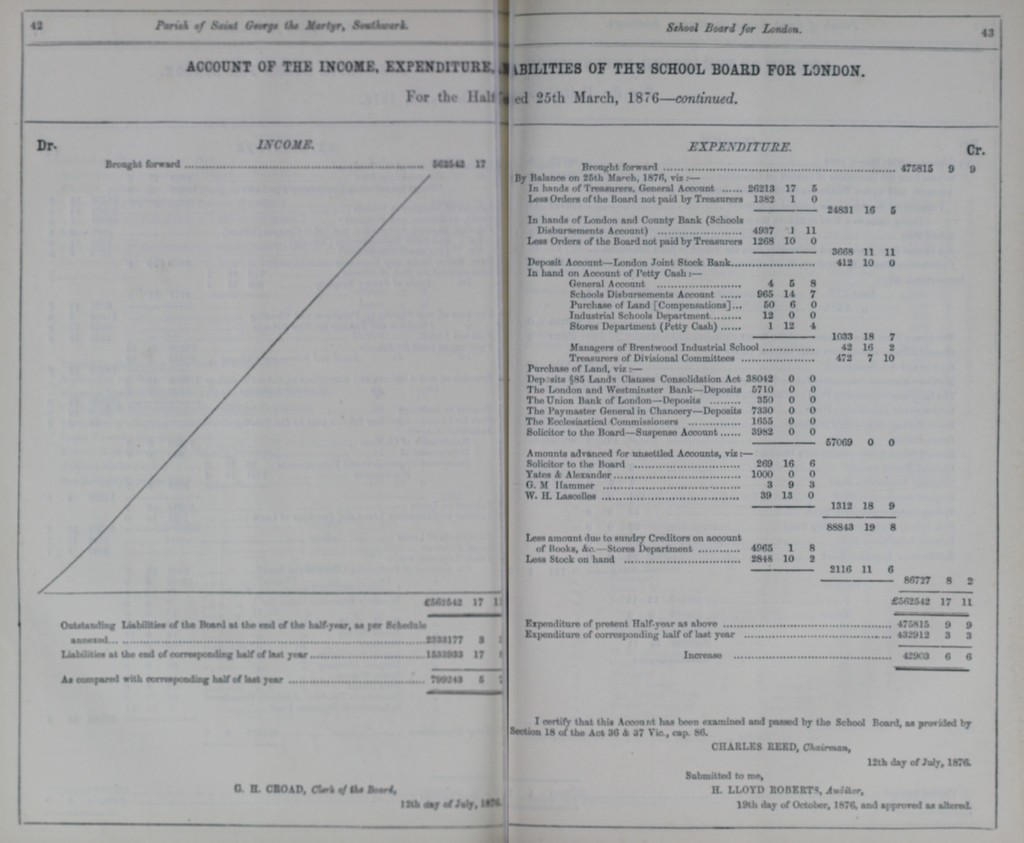 42 Parish of Saint George the Martyr, Southwark.
ACCOUNT OF THE INCOME, EXPENDITURE,
For the Half
Dr. INCOME.
Brought forward 562542 17
£562542 17 11
Outstanding Liabilities of the Board at the end of the half-year, as per Schedule
annexed... 2333177 3
Liabilities at the end of corresponding half of last year 1533933 17
As compared with corresponding half of last year 799243 5
G. H. CROAD, Clerk of the Board,
12th day of July, 1876.
School Board for London. 43
ABILITIES OF THE SCHOOL BOARD FOR LONDON.
ed 25th March, 1876—continued.
EXPENDITURE. Cr.
Brought forward 475815 9 9
By Balance on 25th March, 1876, viz:—
In hands of Treasurers, General Account 26213 17 5
Less Orders of the Board not paid by Treasurers 1382 1 0
24831 16 5
In hands of London and County Bank (Schools
Disbursements Account) 4937 1 11
Less Orders of the Board not paid by Treasurers 1268 10 0
3668 11 11
Deposit Account—London Joint Stock Bank 412 10 0
In hand on Account of Petty Cash:—
General Account 4 5 8
Schools Disbursements Account 965 14 7
Purchase of Land [Compensations] 50 6 0
Industrial Schools Department 12 0 0
Stores Department (Petty Cash) 1 12 4
1033 18 7
Managers of Brentwood Industrial School 42 16 2
Treasurers of Divisional Committees 472 7 10
Purchase of Land, viz:—
Deposits §85 Lands Clauses Consolidation Act 38042 0 0
The London and Westminster Bank—Deposits 5710 0 0
The Union Bank of London—Deposits 350 0 0
The Paymaster General in Chancery—Deposits 7330 0 0
The Ecclesiastical Commissioners 1655 0 0
Solicitor to the Board—Suspense Account 3982 0 0
57069 0 0
Amounts advanced for unsettled Accounts, viz:—
Solicitor to the Board 269 16 6
Yates & Alexander 1000 0 0
G. M Hammer 3 9 3
W. H. Lascelles 39 13 0
1312 18 9
88843 19 8
Less amount due to sundry Creditors on account
of Books, &c.—Stores Department 4965 1 8
Less Stock on hand 2848 10 2
2116 11 6
86727 8 2
£562542 17 11
Expenditure of present Half-year as above 475815 9 9
Expenditure of corresponding half of last year 432912 3 3
Increase 42903 6 6
I certify that this Account has been examined and passed by the School Board, as provided by
Section 18 of the Act 36 & 37 Vic., cap. 86.
CHARLES REED, Chairman,
12th day of July, 1876.
Submitted to me,
H. LLOYD ROBERTS, Auditor,
19th day of October, 1876, and approved as altered.